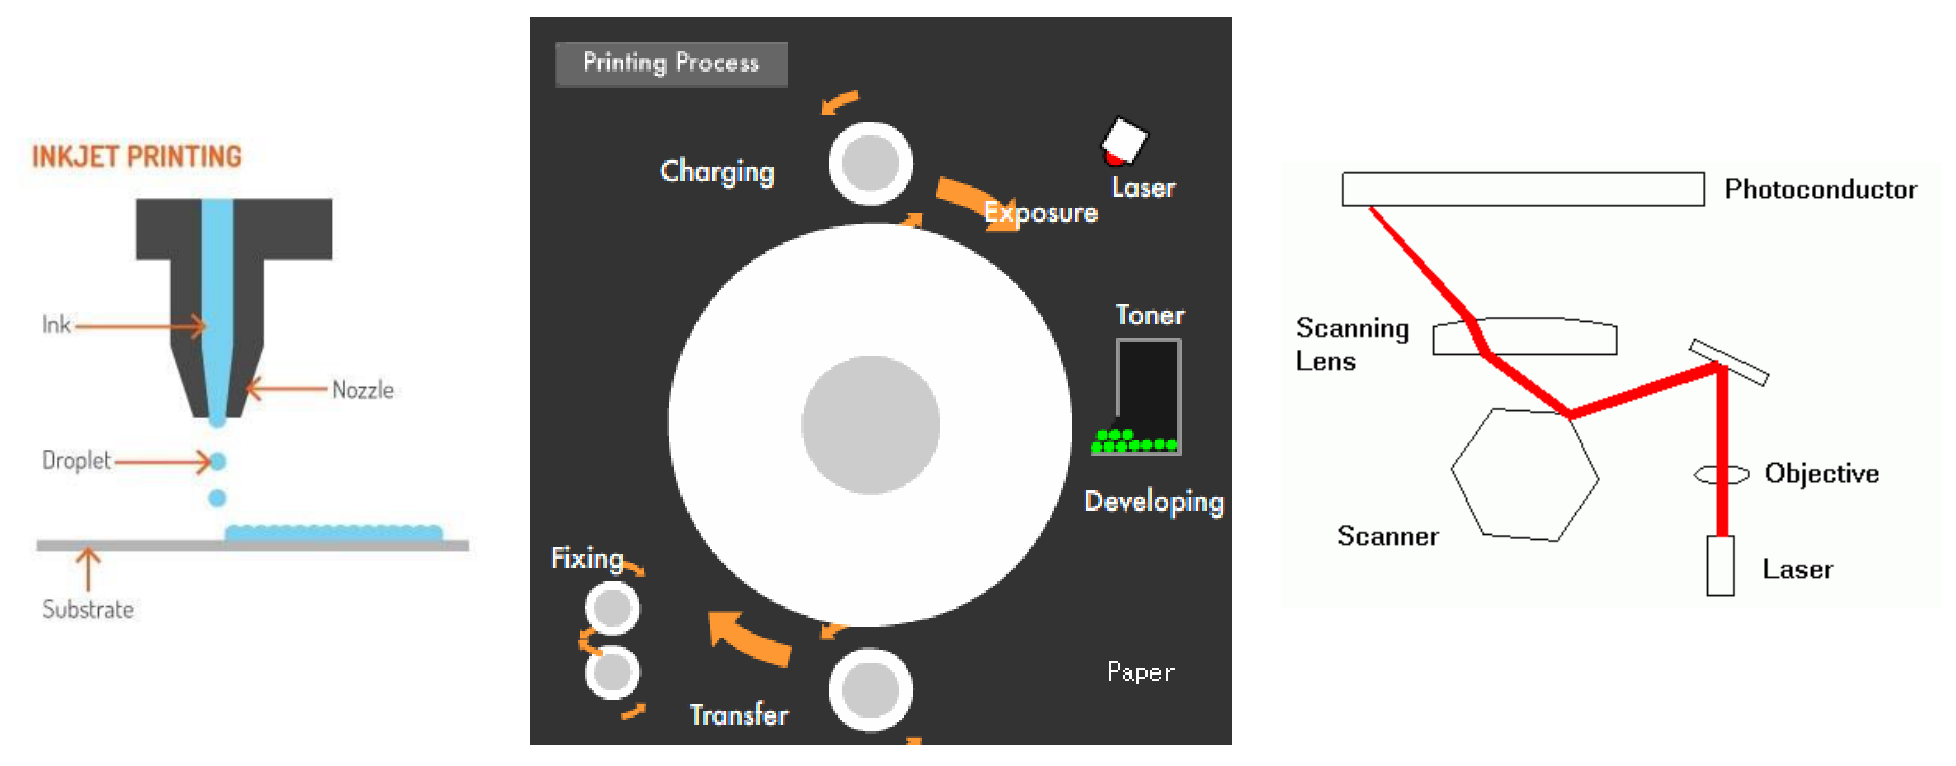 INKJET PRINTING
Ink
Nozzle
Droplet
Substrate
Printing Process
Charging
Laser
Exposure
Toner
Developing
Fixing
Paper
Transfer
Photoconductor
Scanning
Lens
Objective
Scanner
Laser